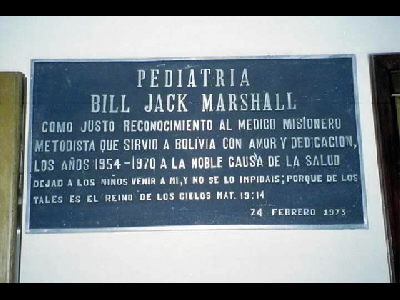 PEDIATRIA
BILL JACK MARSHALL
COMO JUSTO RECONOCIMIENTO AL MEDICO MISIONERO
METODISTA QUE SIRVIO A BOLIVIA CON AMOR Y DEDICACION,
LOS AÑOS 1954-1970 A LA NOBLE CAUSA DE LA SALUD
DEJAD A LOS NIÑOS VENIR A MI, Y NO SE LO IMPIDAIS; PORQUE DE LOS
TALES ES EL REINO DE LOS CIELOS MAT. 19:14
24 FEBRERO 1973